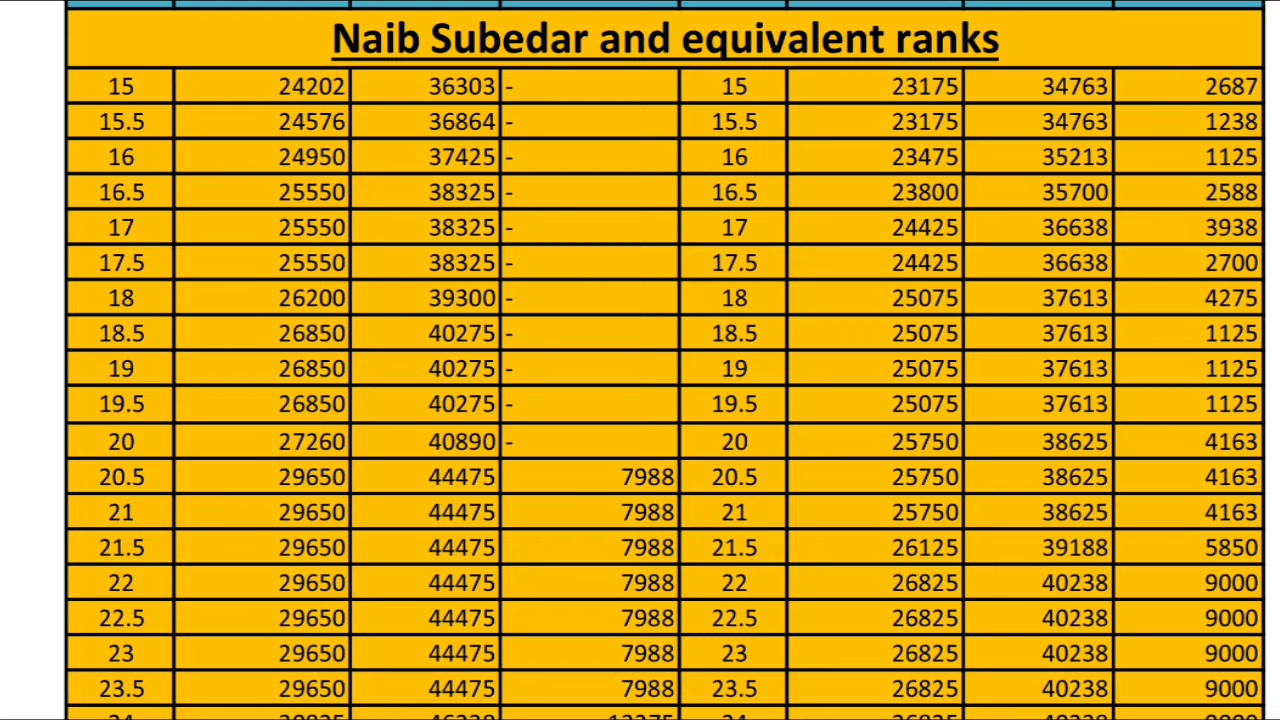 Naib Subedar and equivalent ranks
15 24202 36303 - 15 23175 34763 2687
15.5 24576 36864 - 15.5 23175 34763 1238
16 24950 37425 - 16 23475 35213 1125
16.5 25550 38325 - 16.5 23800 35700 2588
17 25550 38325 - 17 24425 36638 3938
17.5 25550 38325 - 17.5 24425 36638 2700
18 26200 39300 - 18 25075 37613 4275
18.5 26850 40275 - 18.5 25075 37613 1125
19 26850 40275 - 19 25075 37613 1125
19.5 26850 40275 - 19.5 25075 37613 1125
20 27260 40890 - 20 25750 38625 4163
20.5 29650 44475 7988 20.5 25750 38625 4163
21 29650 44475 7988 21 25750 38625 4163
21.5 29650 44475 7988 21.5 26125 39188 5850
22 29650 44475 7988 22 26825 40238 9000
22.5 29650 44475 7988 22.5 26825 40238 9000
23 29650 44475 7988 23 26825 40238 9000
23.5 29650 44475 7988 23.5 26825 40238 9000